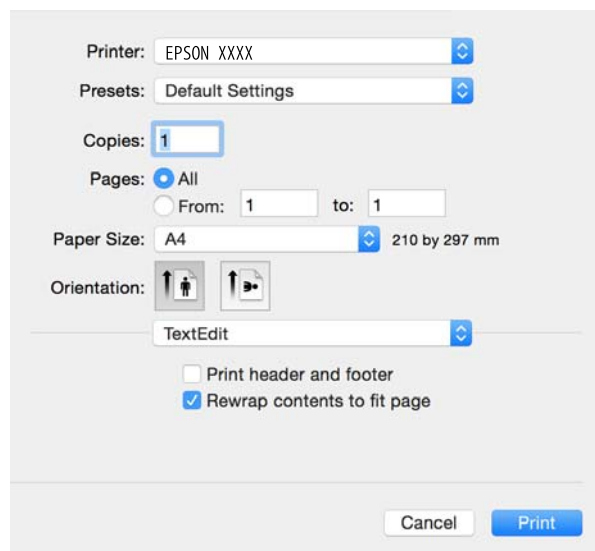 Printer: EPSON XXXX
Presets: Default Settings
Copies: 1
Pages: All
From: 1 to: 1
Paper Size: A4 210 by 297 mm
Orientation:
TextEdit
Print header and footer
Rewrap contents to fit page
Cancel Print